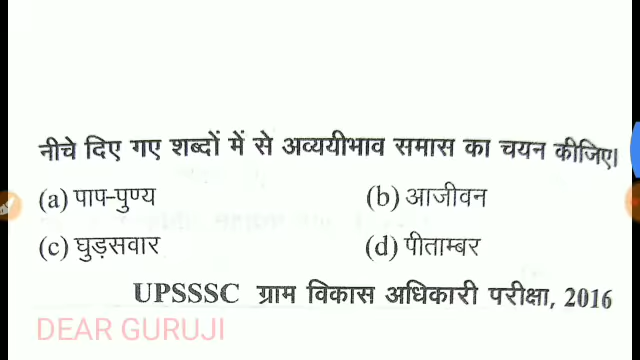 नीचे दिए गए शब्दों में से अव्ययीभाव समास का चयन कीजिए।
(a) पाप-पुण्य (b) आजीवन
(c) घुड़सवार (d) पीताम्बर
UPSSSC ग्राम विकास अधिकारी परीक्षा, 2016
DEAR GURUJI